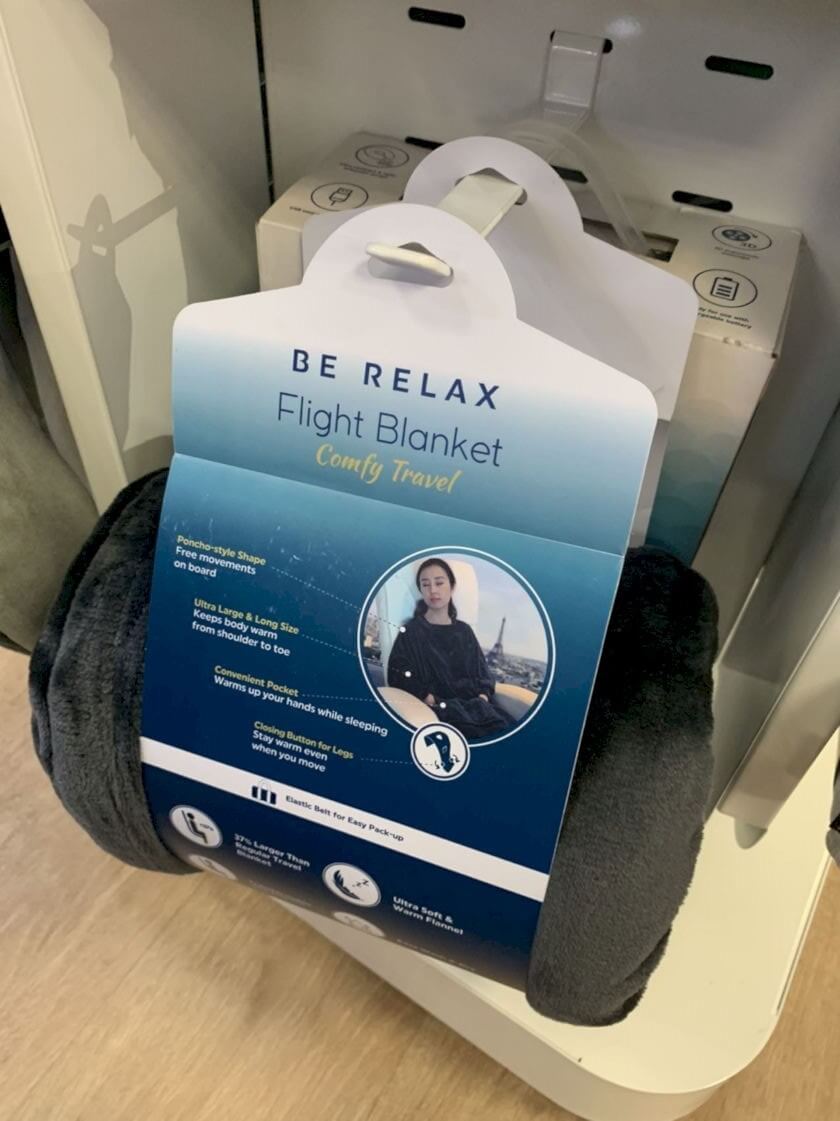 BE RELAX
Flight Blanket
Comfy Travel
Poncho-style Shape
Free movements
on board
Ultra Large & Long Size
Keeps body warm
from shoulder to toe
Convenient Pocket
Warms up your hands while sleeping
Closing Button for Legs
Stay warm even
when you move
Elastic Belt for Easy Pack-up
37% Larger Than
Regular Travel
Blanket
Ultra Soft &
Warm Flannel
3D